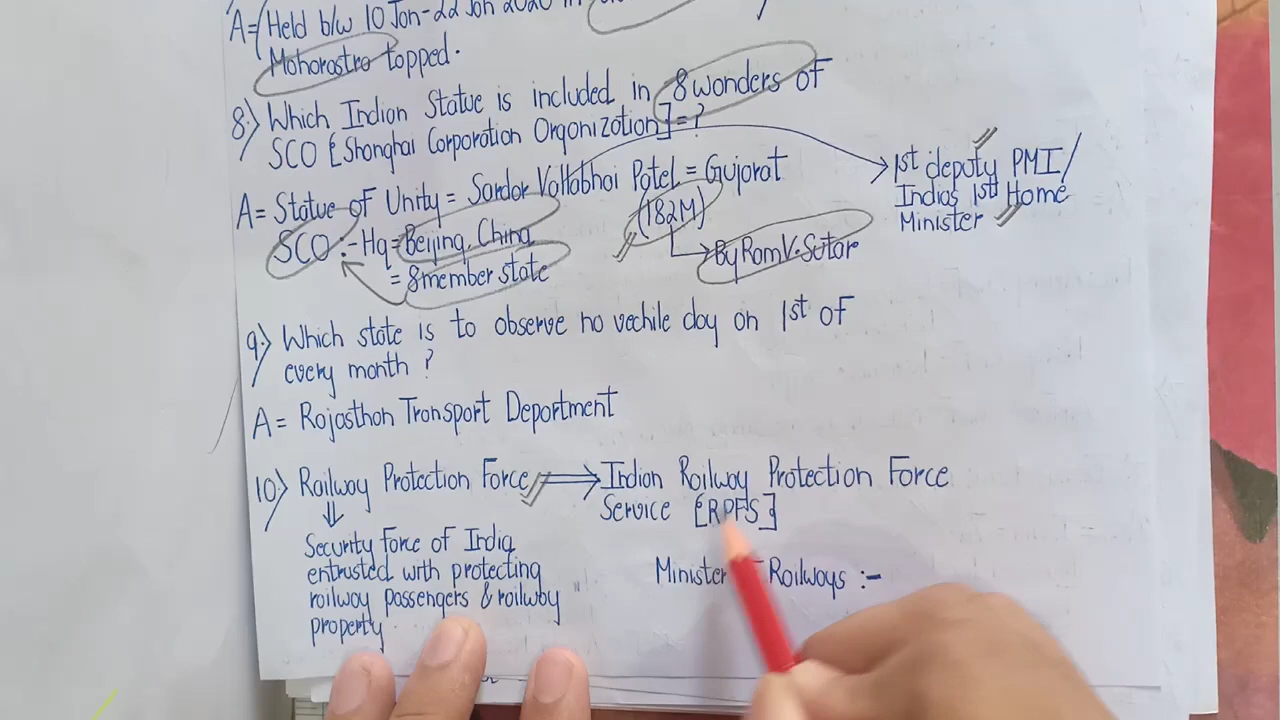 A= (Held b/w 10 Jan-22 Jan 2020 in
Maharastra topped.
8.) Which Indian Statue is included in 8 wonders of
SCO [Shanghai Corporation Organization] = ?
A= Statue of Unity = Sardar Vallabhai Patel = Gujarat
(182M)
By Ram V. Sutar
1st deputy PMI/
Indias 1st Home
Minister
SCO :- Hq = Beijing, China
= 8 member state
9.) Which state is to observe no vechile day on 1st of
every month ?
A= Rajasthan Transport Department
10.) Railway Protection Force ⇒ Indian Railway Protection Force
Service [RPFS]
Security force of India
entrusted with protecting
railway passengers & railway
property
Minister Railways :-